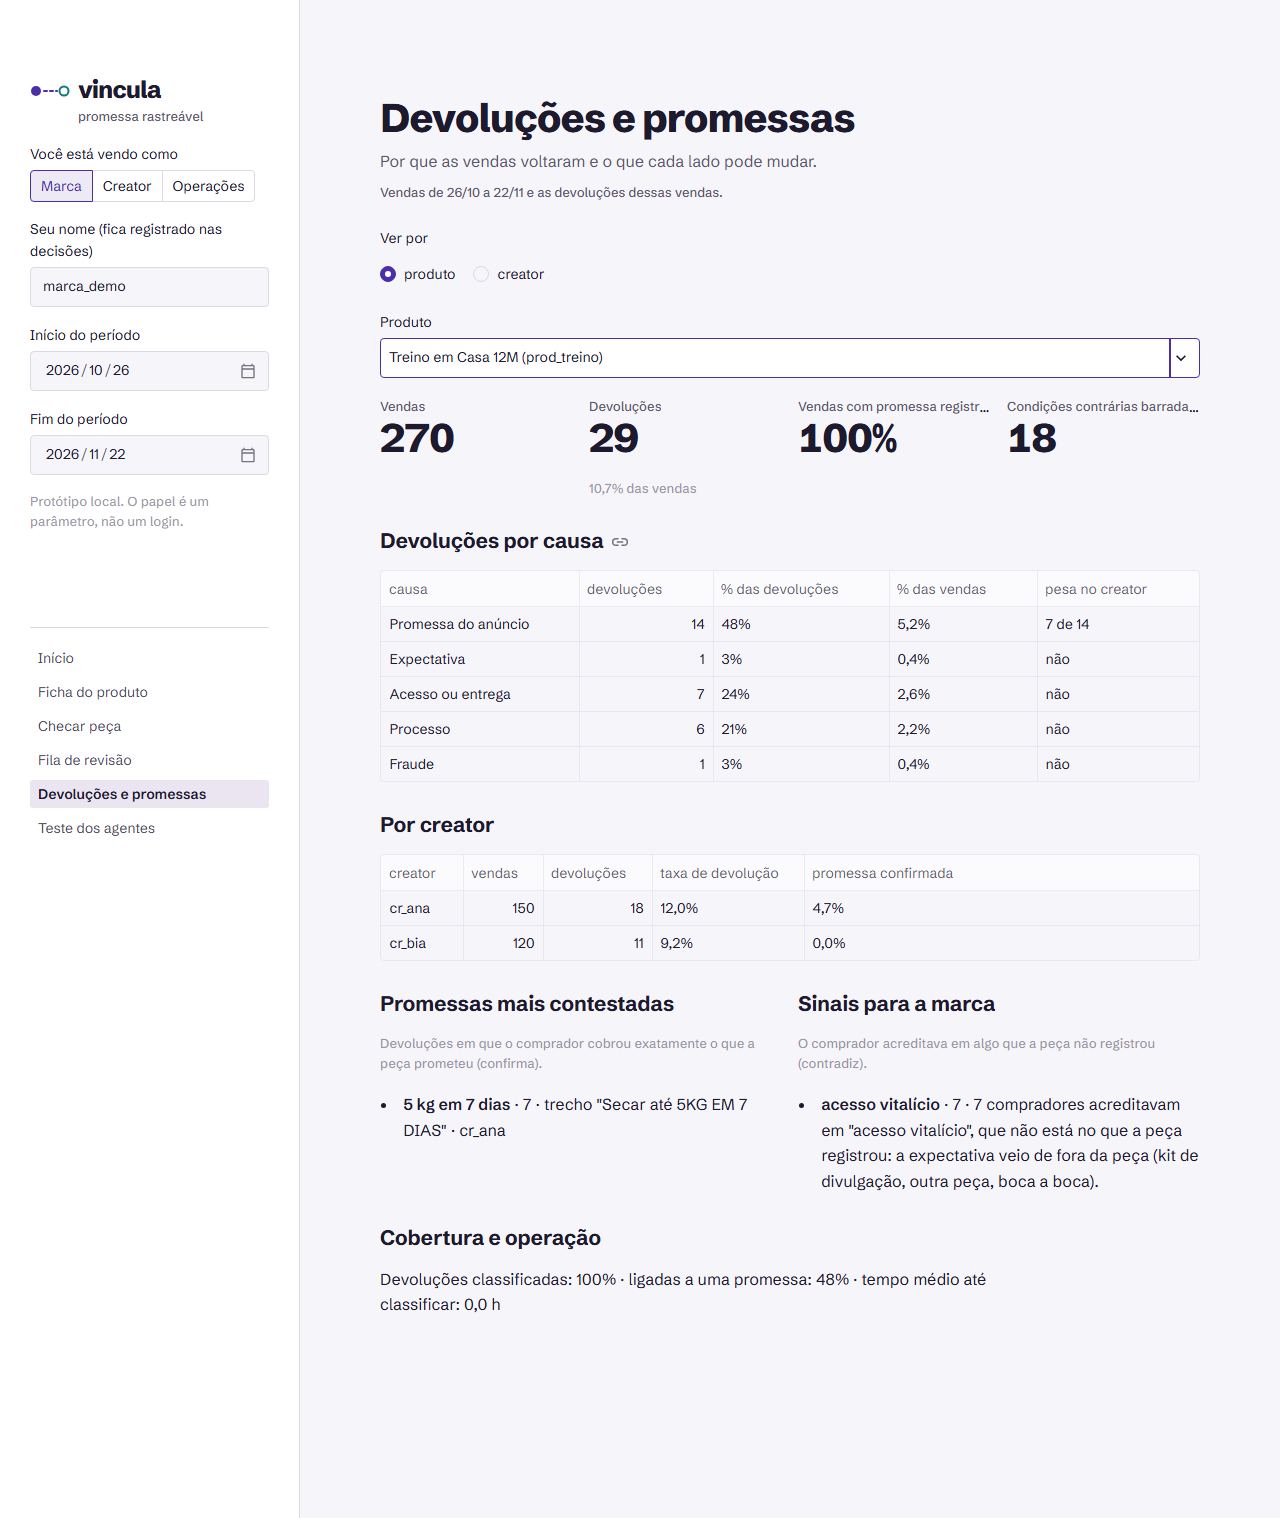 vincula
promessa rastreável
Você está vendo como
Marca Creator Operações
Seu nome (fica registrado nas
decisões)
marca_demo
Início do período
2026 / 10 / 26
Fim do período
2026 / 11 / 22
Protótipo local. O papel é um
parâmetro, não um login.
Início
Ficha do produto
Checar peça
Fila de revisão
Devoluções e promessas
Teste dos agentes
Devoluções e promessas
Por que as vendas voltaram e o que cada lado pode mudar.
Vendas de 26/10 a 22/11 e as devoluções dessas vendas.
Ver por
produto creator
Produto
Treino em Casa 12M (prod_treino)
Vendas Devoluções Vendas com promessa registr... Condições contrárias barrada...
270 29 100% 18
10,7% das vendas
Devoluções por causa
causa devoluções % das devoluções % das vendas pesa no creator
Promessa do anúncio 14 48% 5,2% 7 de 14
Expectativa 1 3% 0,4% não
Acesso ou entrega 7 24% 2,6% não
Processo 6 21% 2,2% não
Fraude 1 3% 0,4% não
Por creator
creator vendas devoluções taxa de devolução promessa confirmada
cr_ana 150 18 12,0% 4,7%
cr_bia 120 11 9,2% 0,0%
Promessas mais contestadas
Devoluções em que o comprador cobrou exatamente o que a
peça prometeu (confirma).
• 5 kg em 7 dias · 7 · trecho "Secar até 5KG EM 7
DIAS" · cr_ana
Sinais para a marca
O comprador acreditava em algo que a peça não registrou
(contradiz).
• acesso vitalício · 7 · 7 compradores acreditavam
em "acesso vitalício", que não está no que a peça
registrou: a expectativa veio de fora da peça (kit de
divulgação, outra peça, boca a boca).
Cobertura e operação
Devoluções classificadas: 100% · ligadas a uma promessa: 48% · tempo médio até
classificar: 0,0 h